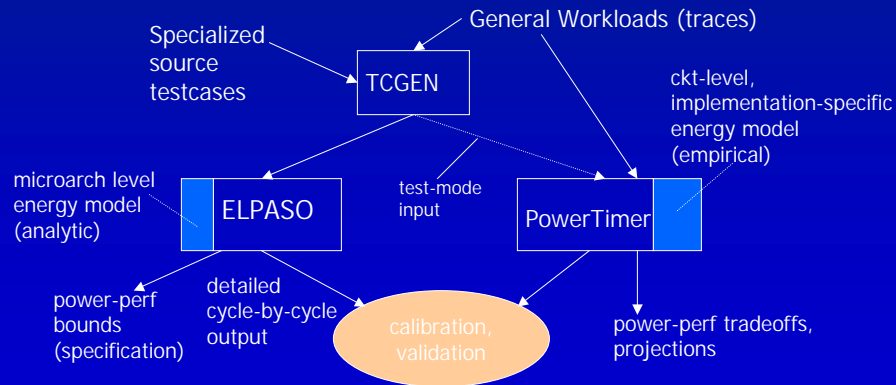 General Workloads (traces)
Specialized
source
testcases
TCGEN
ckt-level,
implementation-specific
energy model
(empirical)
microarch level
energy model
(analytic)
ELPASO
test-mode
input
PowerTimer
power-perf
bounds
(specification)
detailed
cycle-by-cycle
output
calibration,
validation
power-perf tradeoffs,
projections